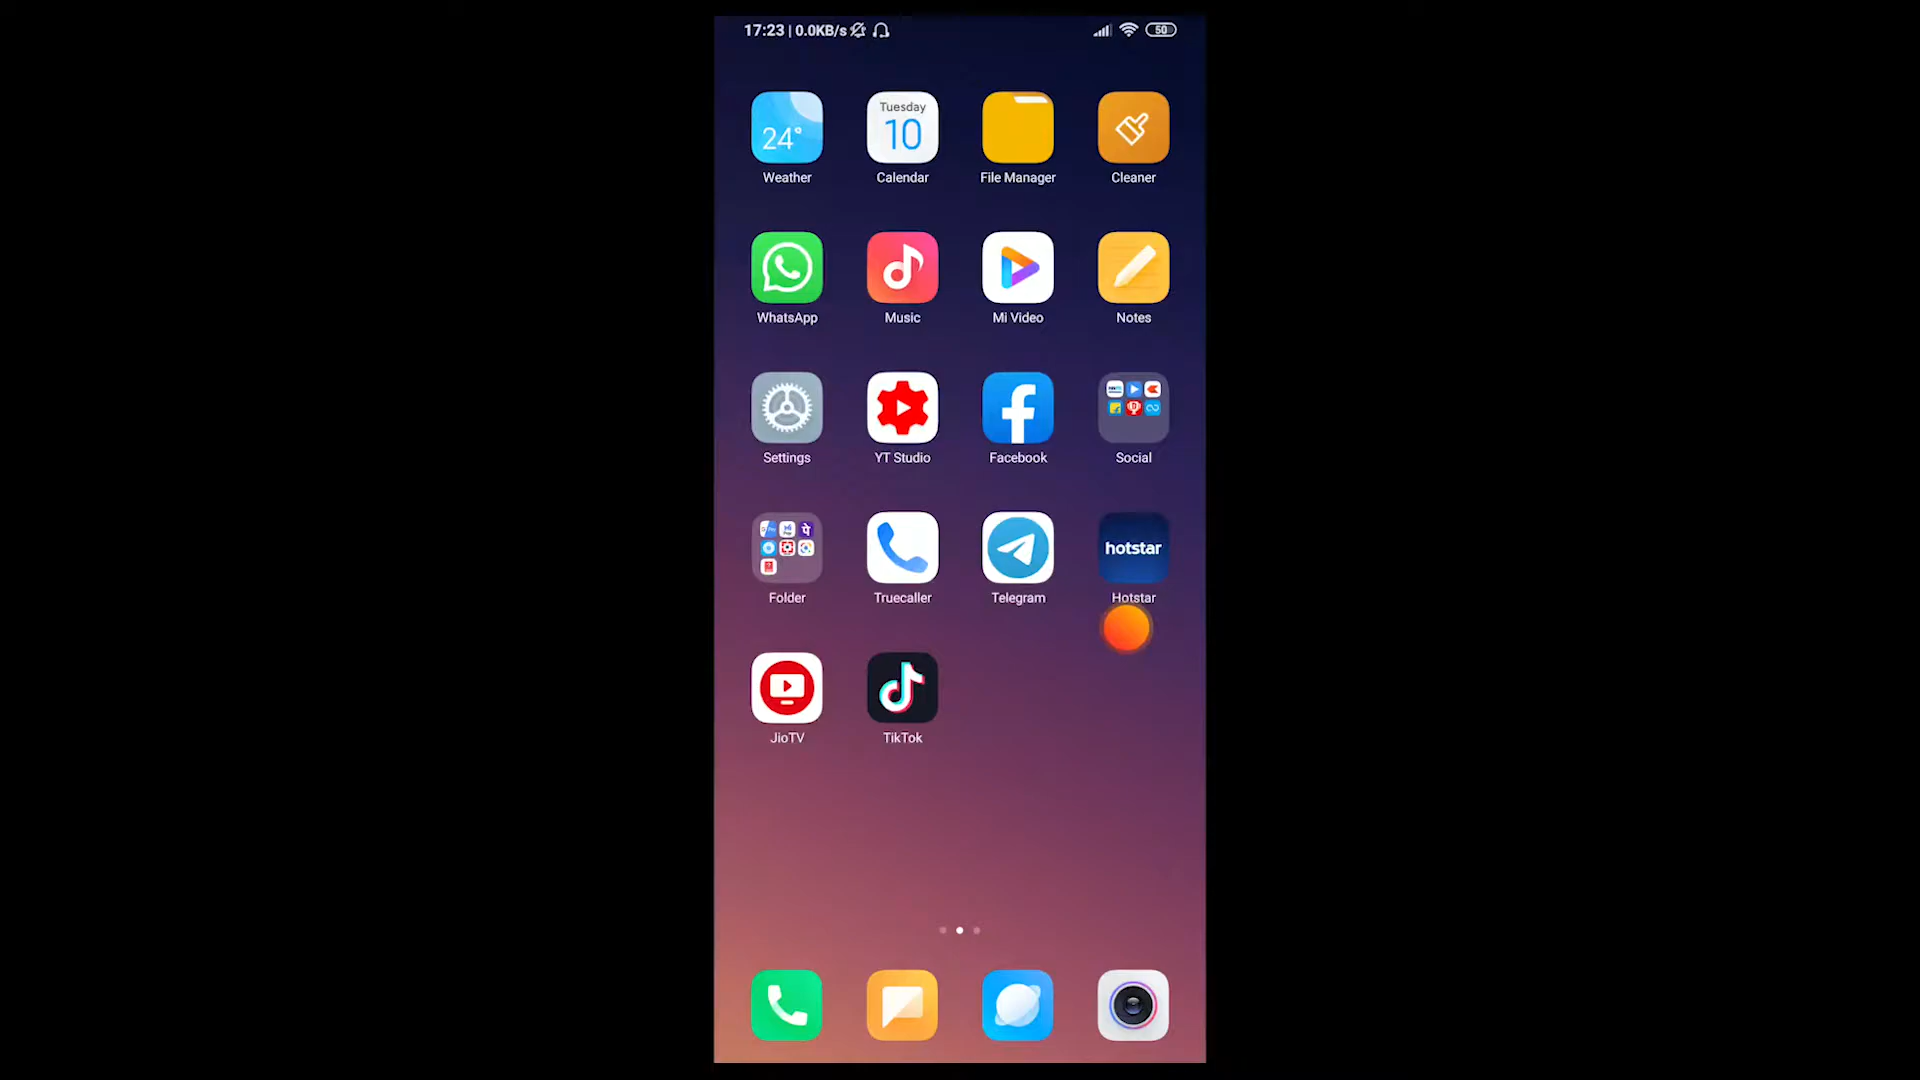 17:23 | 0.0KB/s
50
24°
Tuesday
10
Weather
Calendar
File Manager
Cleaner
WhatsApp
Music
Mi Video
Notes
Settings
YT Studio
Facebook
Social
hotstar
Folder
Truecaller
Telegram
Hotstar
JioTV
TikTok